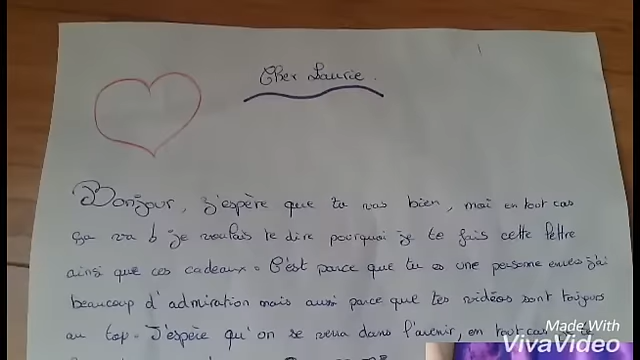 Cher Laurie.
Bonjour, j'espère que tu vas bien, moi en tout cas
ça va b je voulais te dire pourquoi je te fais cette lettre
ainsi que ces cadeaux. C'est parce que tu es une personne j'ai
beaucoup d'admiration mais aussi parce que tes vidéos sont toujours
au top. J'espère qu'on se verra dans l'avenir, en tout cas
Made With
VivaVideo